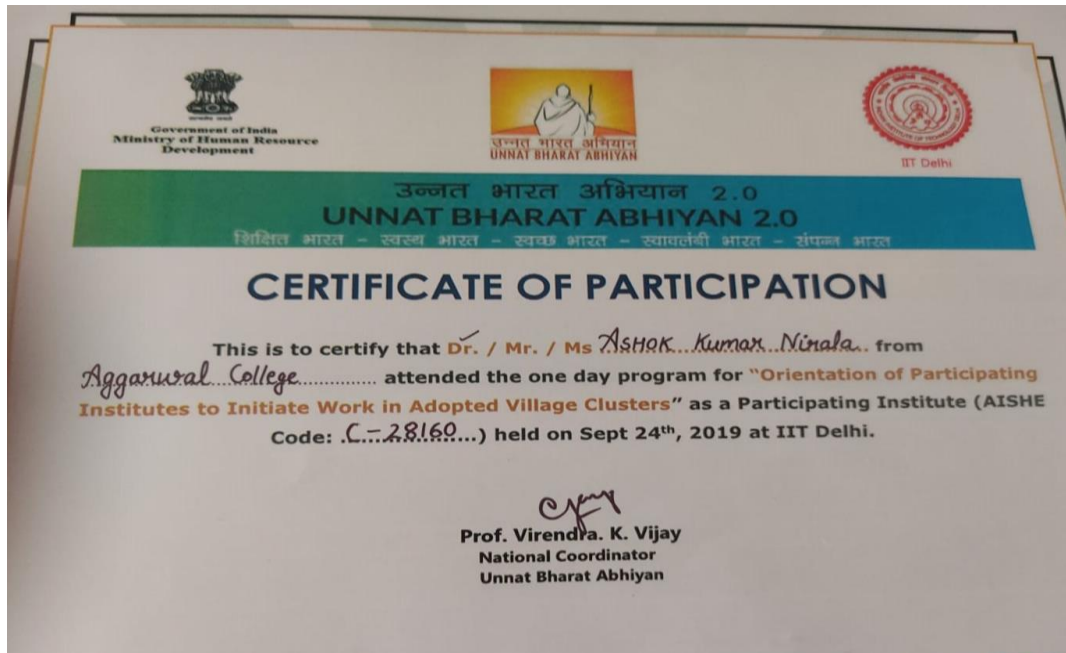 Government of India
Ministry of Human Resource
Development
उन्नत भारत अभियान
UNNAT BHARAT ABHIYAN
IIT Delhi
उन्नत भारत अभियान 2.0
UNNAT BHARAT ABHIYAN 2.0
शिक्षित भारत - स्वस्थ भारत - स्वच्छ भारत - स्वावलंबी भारत - संपन्न भारत
CERTIFICATE OF PARTICIPATION
This is to certify that Dr. / Mr. / Ms ASHOK Kumar Nirala from
Aggarwal College attended the one day program for "Orientation of Participating
Institutes to Initiate Work in Adopted Village Clusters" as a Participating Institute (AISHE
Code: C-28160) held on Sept 24th, 2019 at IIT Delhi.
Prof. Virendra. K. Vijay
National Coordinator
Unnat Bharat Abhiyan